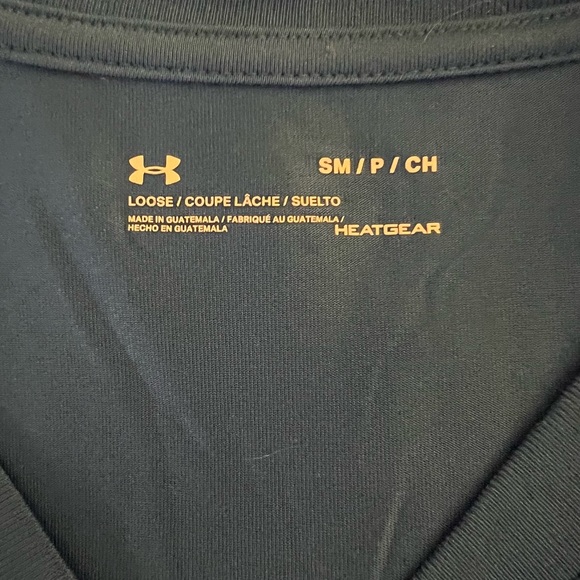 SM / P / CH
LOOSE / COUPE LÂCHE / SUELTO
MADE IN GUATEMALA / FABRIQUÉ AU GUATEMALA /
HECHO EN GUATEMALA
HEATGEAR